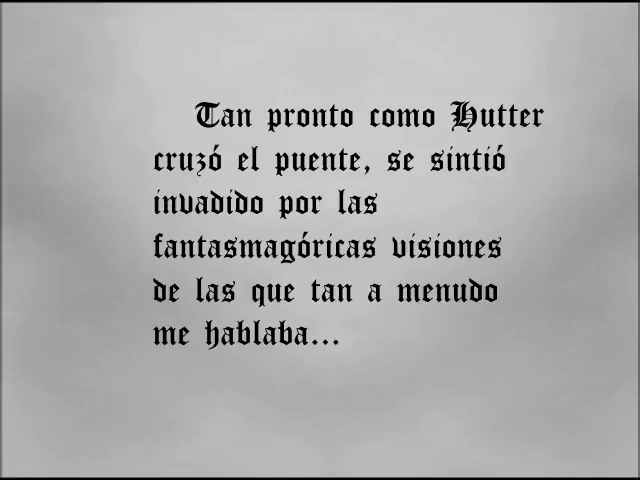 Tan pronto como Hutter
cruzó el puente, se sintió
invadido por las
fantasmagóricas visiones
de las que tan a menudo
me hablaba...